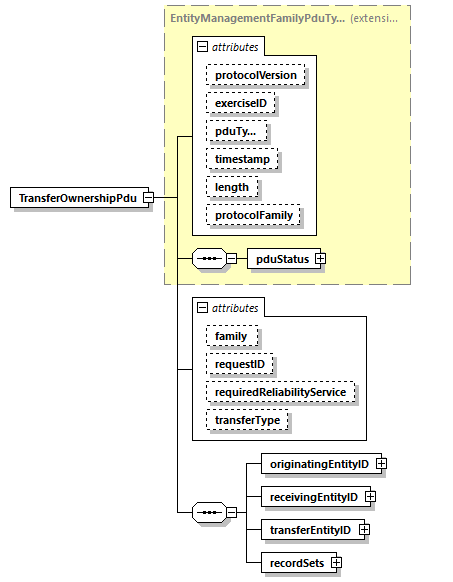 EntityManagementFamilyPduTy... (extensi...
attributes
protocolVersion
exerciseID
pduTy...
timestamp
length
protocolFamily
TransferOwnershipPdu
pduStatus
attributes
family
requestID
requiredReliabilityService
transferType
originatingEntityID
receivingEntityID
transferEntityID
recordSets